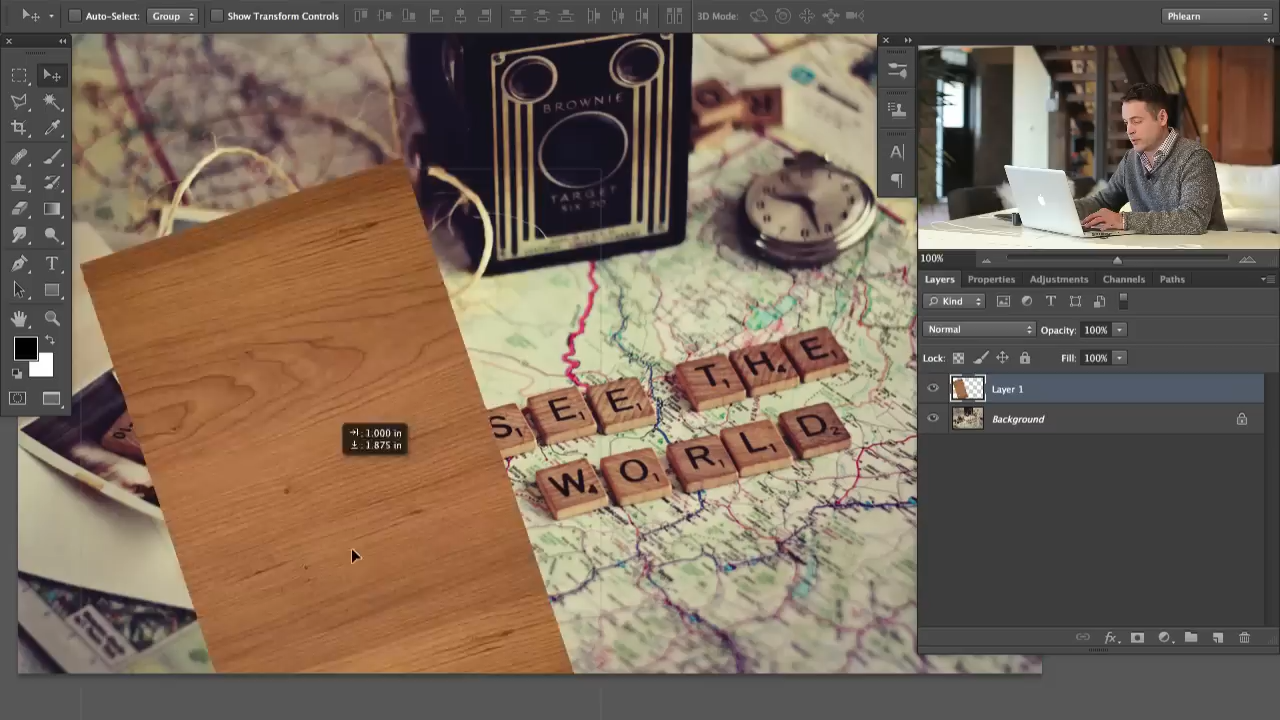 Auto-Select: Group Show Transform Controls 3D Mode: Phlearn
BROWNIE
TARGET
SIX-20
SEE THE
WORLD
→: 1.000 in
↓: 1.875 in
100%
Layers Properties Adjustments Channels Paths
Kind
Normal Opacity: 100%
Lock: Fill: 100%
Layer 1
Background